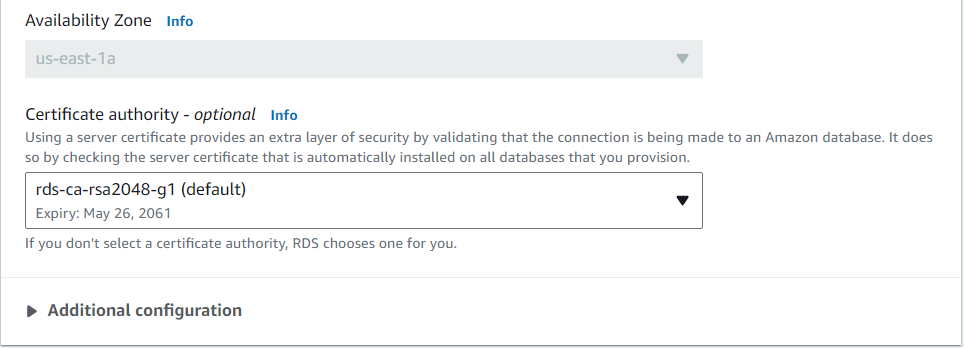 Availability Zone Info
us-east-1a
Certificate authority - optional Info
Using a server certificate provides an extra layer of security by validating that the connection is being made to an Amazon database. It does
so by checking the server certificate that is automatically installed on all databases that you provision.
rds-ca-rsa2048-g1 (default)
Expiry: May 26, 2061
If you don't select a certificate authority, RDS chooses one for you.
Additional configuration